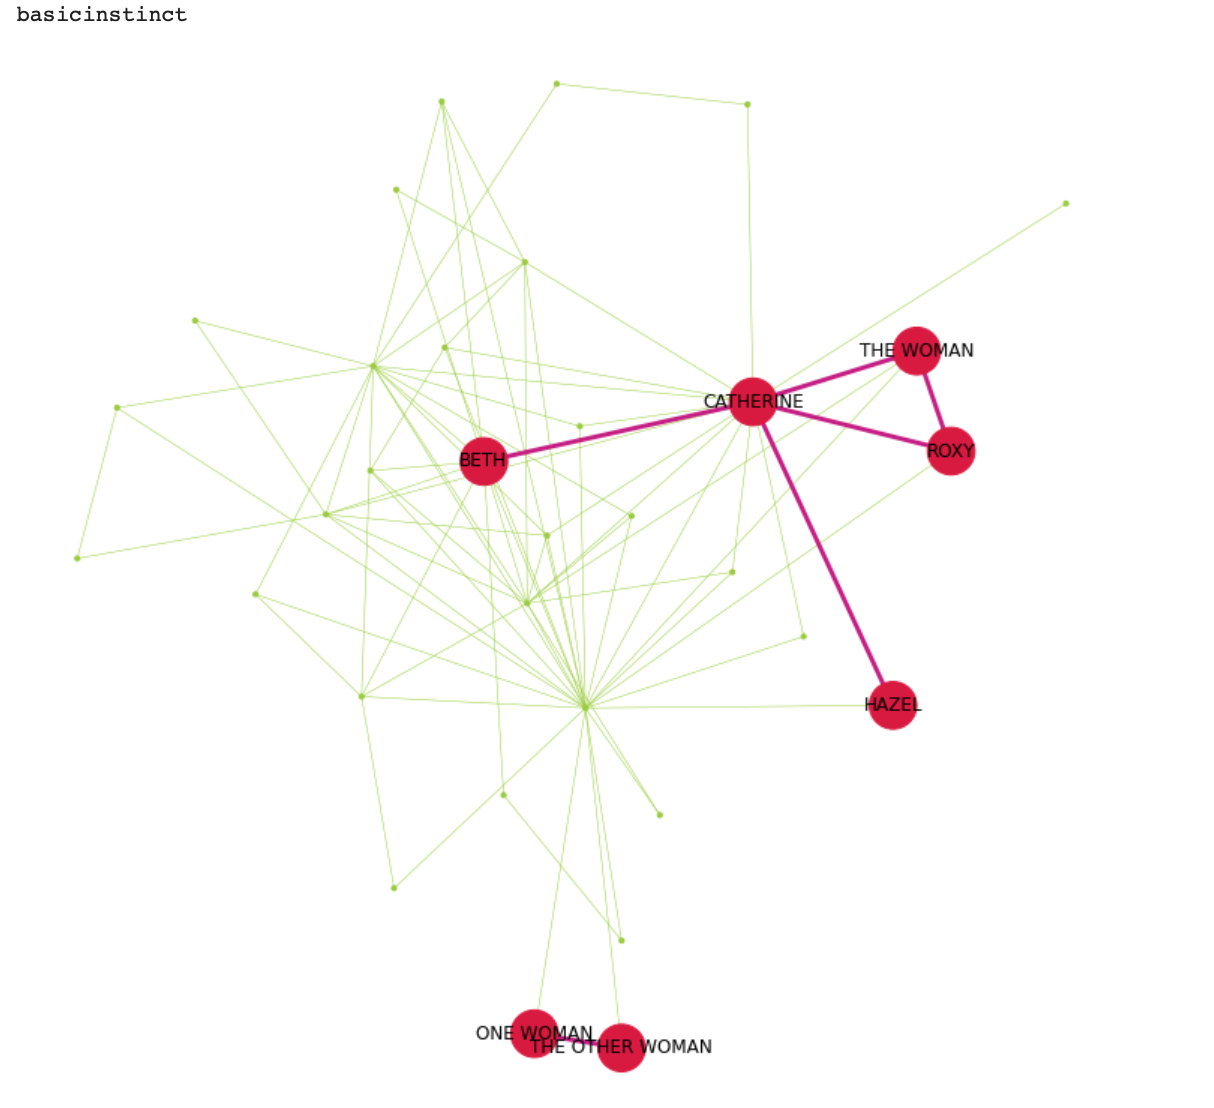 basicinstinct
THE WOMAN
CATHERINE
ROXY
BETH
HAZEL
ONE WOMAN
THE OTHER WOMAN